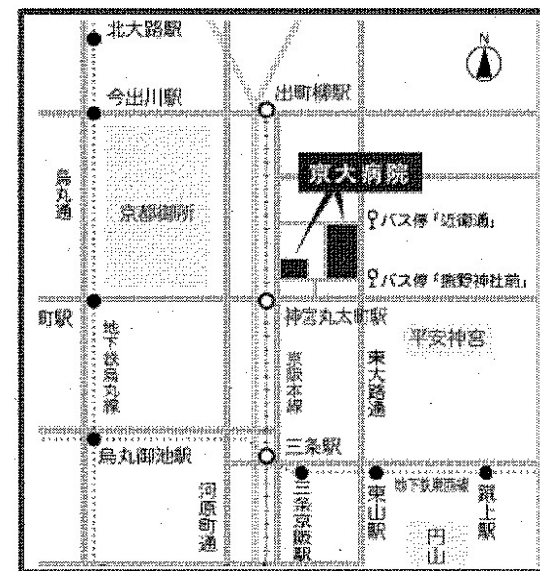 北大路駅
N
今出川駅
出町柳駅
京大病院
烏丸通
京都御所
バス停「近衛通」
バス停「熊野神社前」
町駅
神宮丸太町駅
平安神宮
地下鉄烏丸線
京阪本線
東大路通
烏丸御池駅
三条駅
河原町通
三条京阪駅
東山駅
地下鉄東西線
蹴上駅
円山